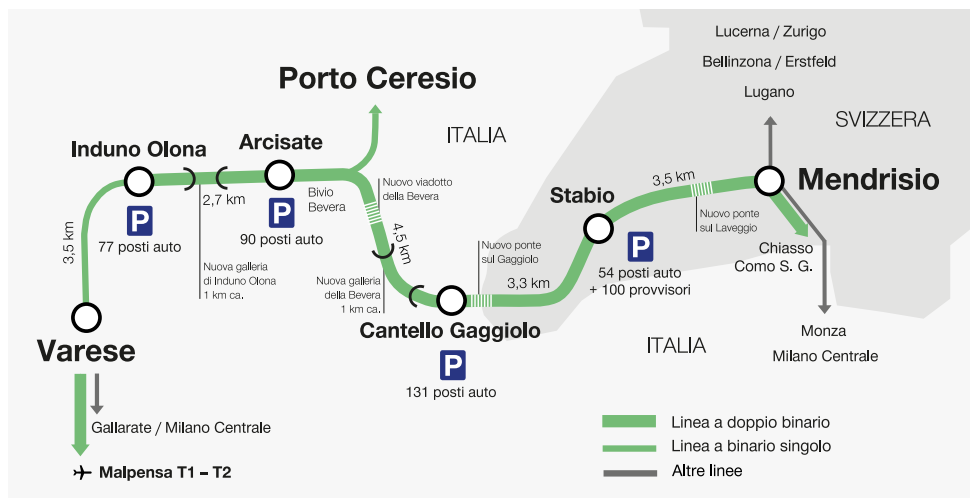 Lucerna / Zurigo
Bellinzona / Erstfeld
Lugano
Porto Ceresio
ITALIA
SVIZZERA
Induno Olona
Arcisate
Stabio
Mendrisio
3,5 km
2,7 km
Bivio
Bevera
Nuovo viadotto
della Bevera
4,5 km
3,5 km
P
77 posti auto
P
90 posti auto
Nuovo ponte
sul Laveggio
Nuovo ponte
sul Gaggiolo
P
54 posti auto
+ 100 provvisori
Chiasso
Como S. G.
Nuova galleria
di Induno Olona
1 km ca.
Nuova galleria
della Bevera
1 km ca.
3,3 km
Varese
Cantello Gaggiolo
P
131 posti auto
ITALIA
Monza
Milano Centrale
Gallarate / Milano Centrale
Malpensa T1 – T2
Linea a doppio binario
Linea a binario singolo
Altre linee